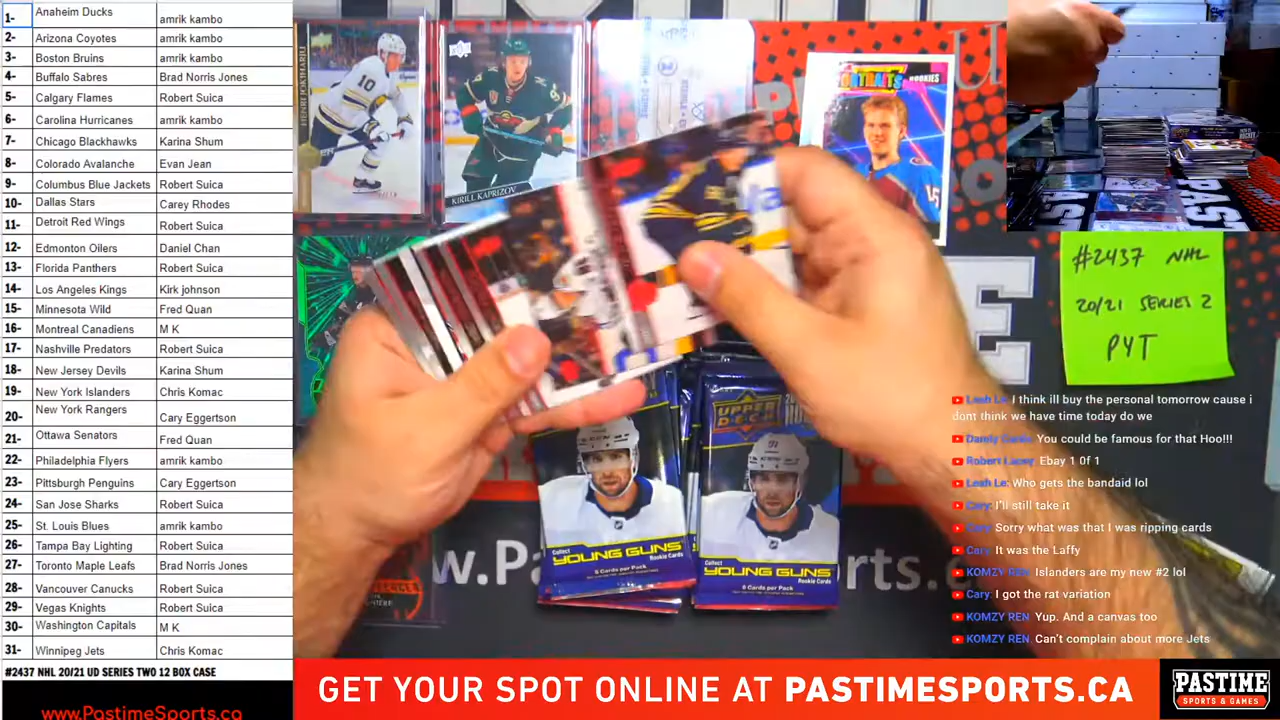 1- Anaheim Ducks amrik kambo
2- Arizona Coyotes amrik kambo
3- Boston Bruins amrik kambo
4- Buffalo Sabres Brad Norris Jones
5- Calgary Flames Robert Suica
6- Carolina Hurricanes amrik kambo
7- Chicago Blackhawks Karina Shum
8- Colorado Avalanche Evan Jean
9- Columbus Blue Jackets Robert Suica
10- Dallas Stars Carey Rhodes
11- Detroit Red Wings Robert Suica
12- Edmonton Oilers Daniel Chan
13- Florida Panthers Robert Suica
14- Los Angeles Kings Kirk johnson
15- Minnesota Wild Fred Quan
16- Montreal Canadiens M K
17- Nashville Predators Robert Suica
18- New Jersey Devils Karina Shum
19- New York Islanders Chris Komac
20- New York Rangers Cary Eggertson
21- Ottawa Senators Fred Quan
22- Philadelphia Flyers amrik kambo
23- Pittsburgh Penguins Cary Eggertson
24- San Jose Sharks Robert Suica
25- St. Louis Blues amrik kambo
26- Tampa Bay Lighting Robert Suica
27- Toronto Maple Leafs Brad Norris Jones
28- Vancouver Canucks Robert Suica
29- Vegas Knights Robert Suica
30- Washington Capitals M K
31- Winnipeg Jets Chris Komac
#2437 NHL 20/21 UD SERIES TWO 12 BOX CASE
www.PastimeSports.ca
HENRI JOKIHARJU
10
KIRILL KAPRIZOV
PORTRAITS ROOKIES
#2437 NHL
20/21 SERIES 2
PYT
UPPER DECK
Collect
YOUNG GUNS
Rookie Cards
8 Cards per Pack
Collect
YOUNG GUNS
Rookie Cards
8 Cards per Pack
Leah Le: I think ill buy the personal tomorrow cause i
dont think we have time today do we
You could be famous for that Hoo!!!
Ebay 1 0f 1
Leah Le: Who gets the bandaid lol
Cary: I'll still take it
Cary: Sorry what was that I was ripping cards
Cary: It was the Laffy
KOMZY REN: Islanders are my new #2 lol
Cary: I got the rat variation
KOMZY REN: Yup. And a canvas too
KOMZY REN: Can't complain about more Jets
GET YOUR SPOT ONLINE AT PASTIMESPORTS.CA
PASTIME
SPORTS & GAMES